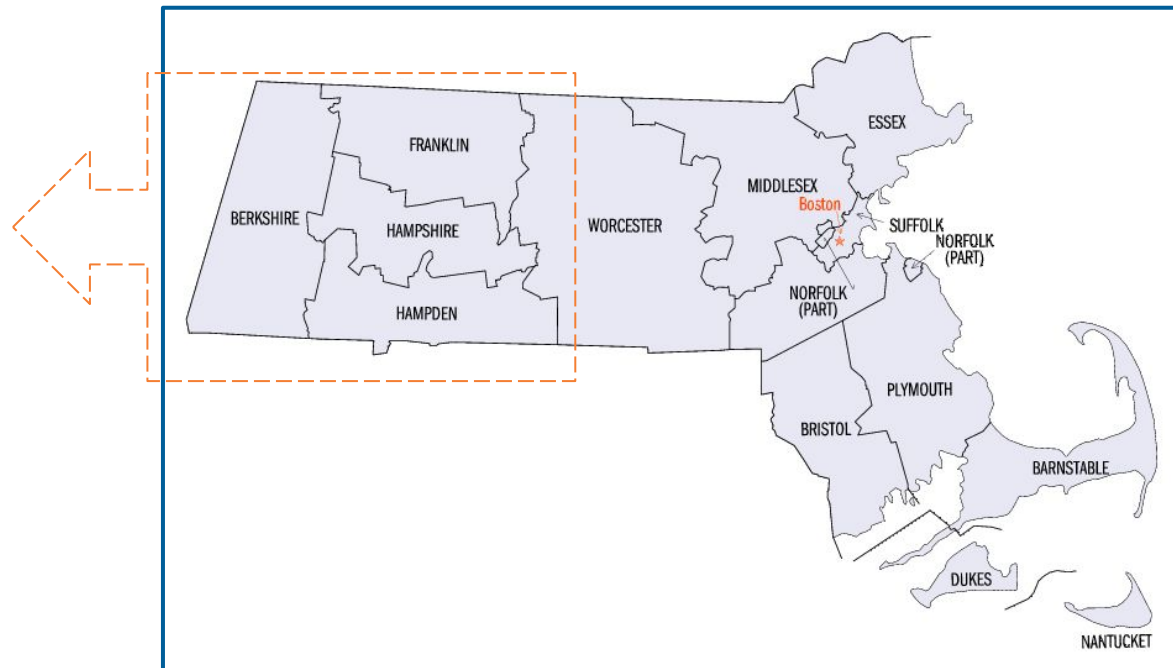 ESSEX
FRANKLIN
MIDDLESEX
Boston
BERKSHIRE
HAMPSHIRE
WORCESTER
SUFFOLK
NORFOLK
(PART)
NORFOLK
(PART)
HAMPDEN
PLYMOUTH
BRISTOL
BARNSTABLE
DUKES
NANTUCKET